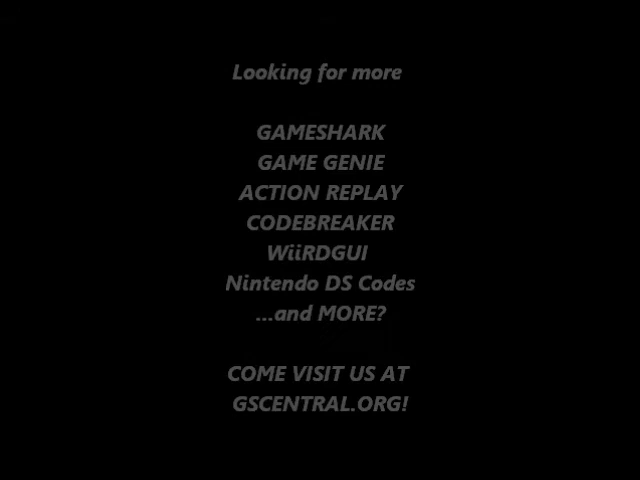 Looking for more
GAMESHARK
GAME GENIE
ACTION REPLAY
CODEBREAKER
WiiRDGUI
Nintendo DS Codes
...and MORE?
COME VISIT US AT
GSCENTRAL.ORG!